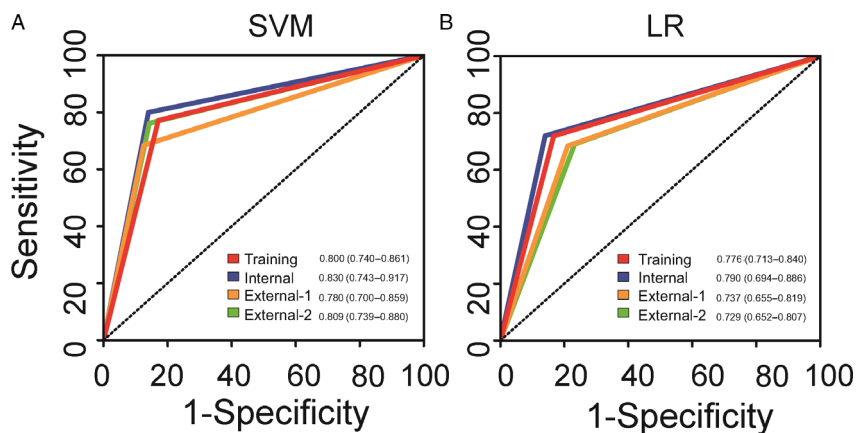 A
SVM
Sensitivity
100
80
60
40
20
0
Training 0.800 (0.740–0.861)
Internal 0.830 (0.743–0.917)
External-1 0.780 (0.700–0.859)
External-2 0.809 (0.739–0.880)
0 20 40 60 80 100
1-Specificity
B
LR
100
80
60
40
20
0
Training 0.776 (0.713–0.840)
Internal 0.790 (0.694–0.886)
External-1 0.737 (0.655–0.819)
External-2 0.729 (0.652–0.807)
0 20 40 60 80 100
1-Specificity